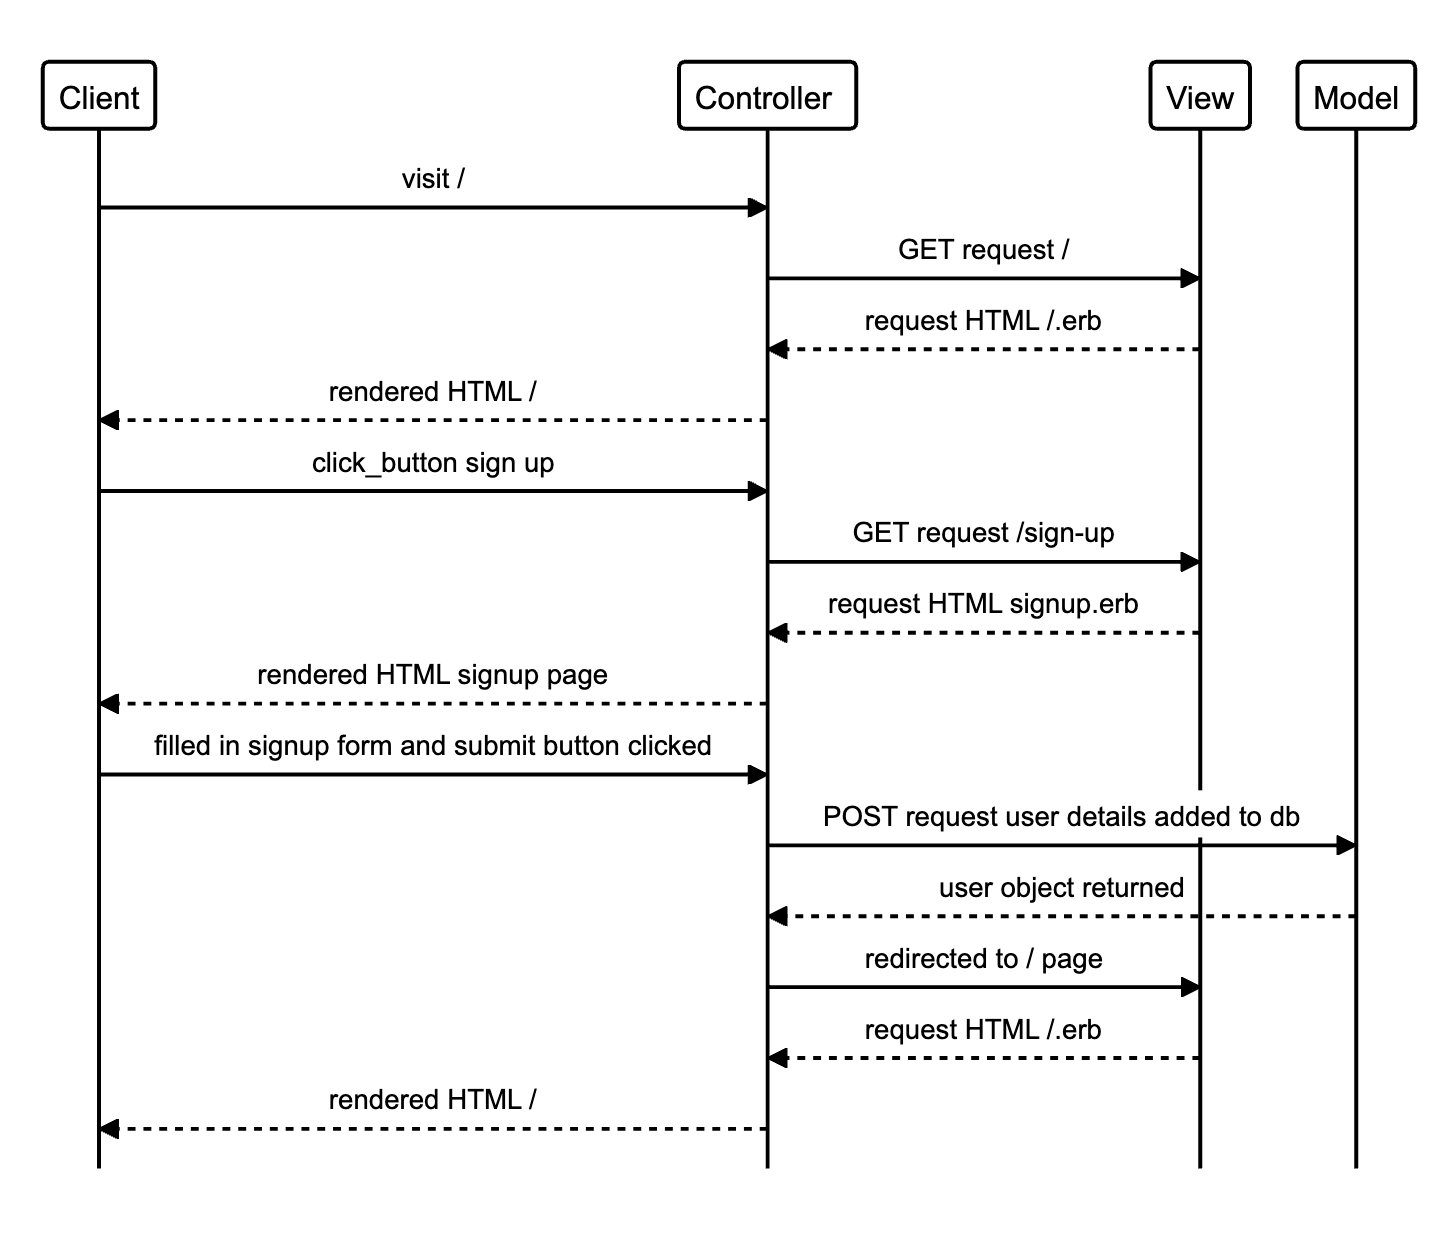 Client
Controller
View
Model
visit /
GET request /
request HTML /.erb
rendered HTML /
click_button sign up
GET request /sign-up
request HTML signup.erb
rendered HTML signup page
filled in signup form and submit button clicked
POST request user details added to db
user object returned
redirected to / page
request HTML /.erb
rendered HTML /